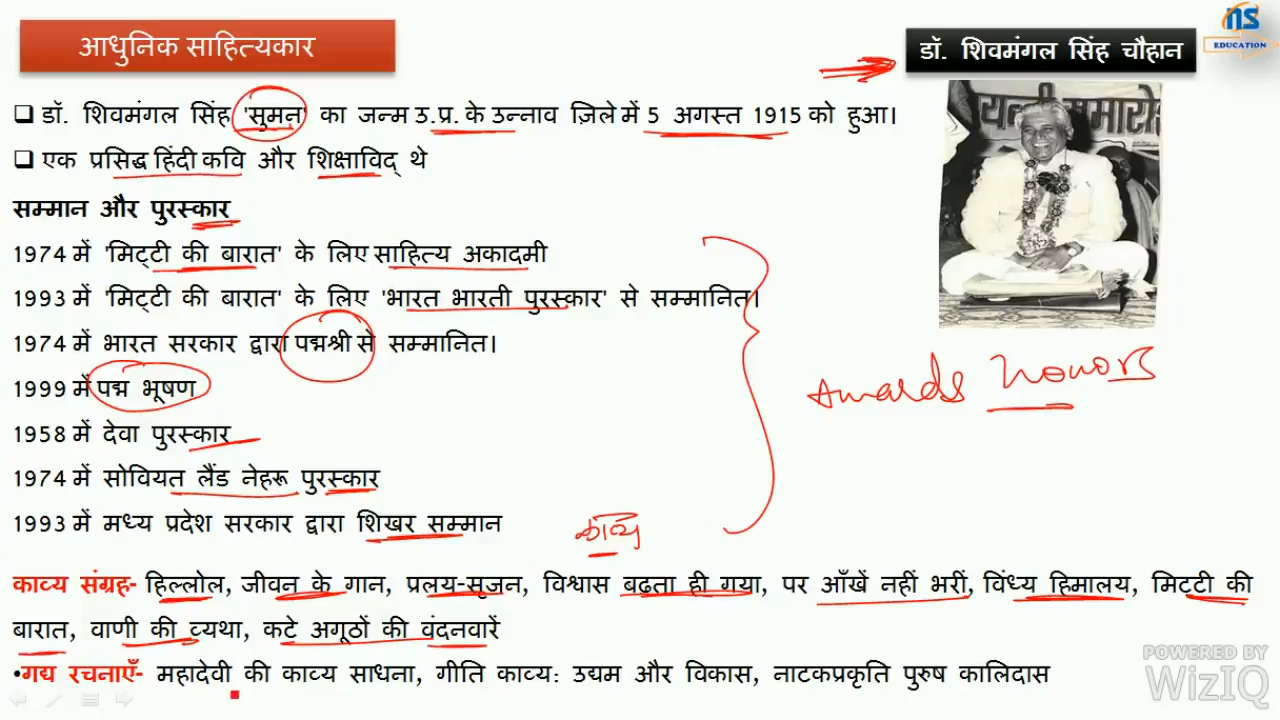 आधुनिक साहित्यकार
ins
EDUCATION
डॉ. शिवमंगल सिंह चौहान
❑ डॉ. शिवमंगल सिंह 'सुमन' का जन्म उ.प्र. के उन्नाव ज़िले में 5 अगस्त 1915 को हुआ।
❑ एक प्रसिद्ध हिंदी कवि और शिक्षाविद् थे
सम्मान और पुरस्कार
1974 में 'मिट्टी की बारात' के लिए साहित्य अकादमी
1993 में 'मिट्टी की बारात' के लिए 'भारत भारती पुरस्कार' से सम्मानित।
1974 में भारत सरकार द्वारा पद्मश्री से सम्मानित।
1999 में पद्म भूषण
Awards Honors
1958 में देवा पुरस्कार
1974 में सोवियत लैंड नेहरू पुरस्कार
1993 में मध्य प्रदेश सरकार द्वारा शिखर सम्मान
काव्य
काव्य संग्रह- हिल्लोल, जीवन के गान, प्रलय-सृजन, विश्वास बढ़ता ही गया, पर आँखें नहीं भरीं, विंध्य हिमालय, मिट्टी की
बारात, वाणी की व्यथा, कटे अगूठों की वंदनवारें
•गद्य रचनाएँ- महादेवी की काव्य साधना, गीति काव्य: उद्यम और विकास, नाटकप्रकृति पुरुष कालिदास
POWERED BY
WizIQ